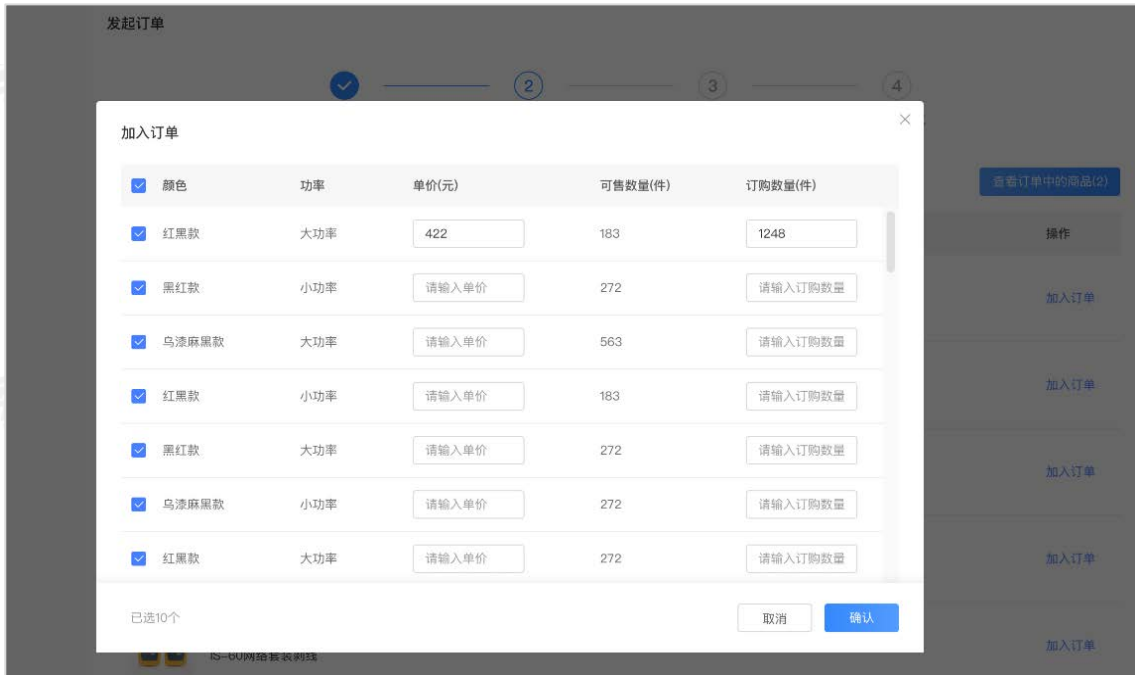 发起订单
2
3
4
加入订单
查看订单中的商品(2)
颜色 功率 单价(元) 可售数量(件) 订购数量(件)
操作
红黑款 大功率 422 183 1248
加入订单
黑红款 小功率 请输入单价 272 请输入订购数量
乌漆麻黑款 大功率 请输入单价 563 请输入订购数量
加入订单
红黑款 小功率 请输入单价 183 请输入订购数量
黑红款 大功率 请输入单价 272 请输入订购数量
加入订单
乌漆麻黑款 小功率 请输入单价 272 请输入订购数量
红黑款 大功率 请输入单价 272 请输入订购数量
加入订单
已选10个 取消 确认
加入订单
IS-60网络套装剥线